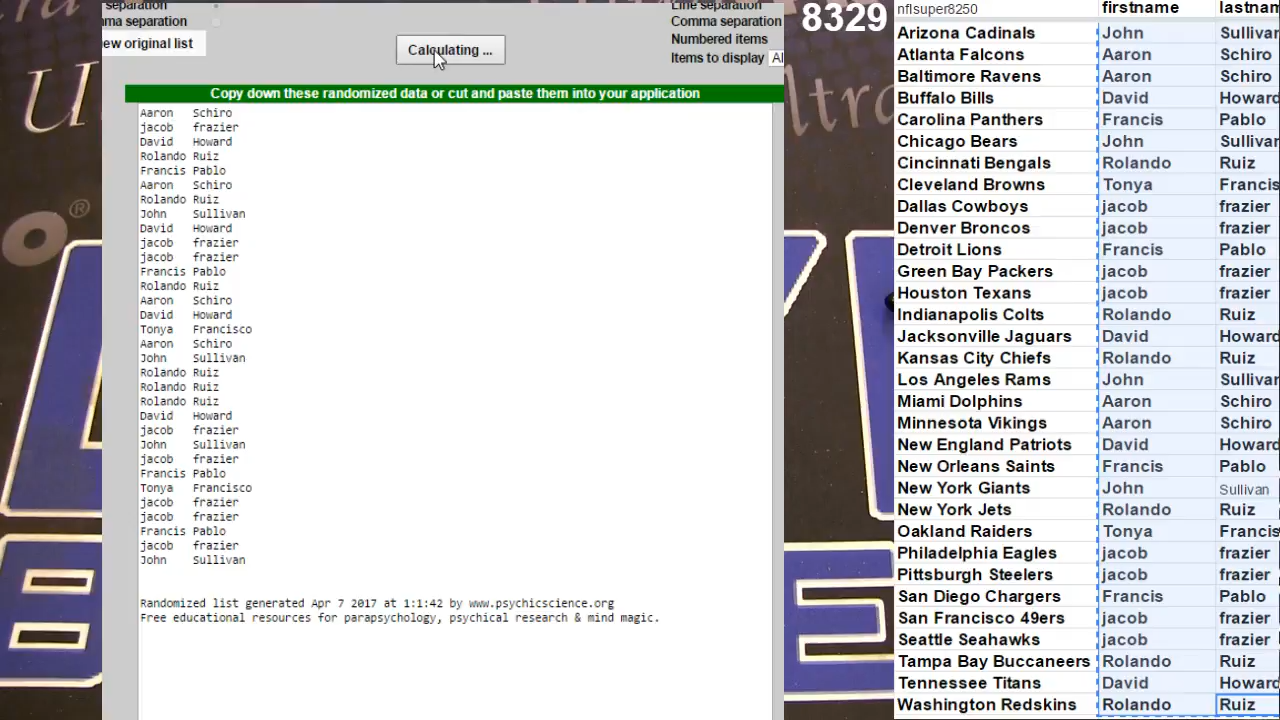 separation
mma separation
ew original list
Calculating ...
Line separation
Comma separation
Numbered items
Items to display
8329
Copy down these randomized data or cut and paste them into your application
Aaron Schiro
jacob frazier
David Howard
Rolando Ruiz
Francis Pablo
Aaron Schiro
Rolando Ruiz
John Sullivan
David Howard
jacob frazier
jacob frazier
Francis Pablo
Rolando Ruiz
Aaron Schiro
David Howard
Tonya Francisco
Aaron Schiro
John Sullivan
Rolando Ruiz
Rolando Ruiz
Rolando Ruiz
David Howard
jacob frazier
John Sullivan
jacob frazier
Francis Pablo
Tonya Francisco
jacob frazier
jacob frazier
Francis Pablo
jacob frazier
John Sullivan
Randomized list generated Apr 7 2017 at 1:1:42 by www.psychicscience.org
Free educational resources for parapsychology, psychical research & mind magic.
nflsuper8250 firstname lastnam
Arizona Cadinals John Sullivan
Atlanta Falcons Aaron Schiro
Baltimore Ravens Aaron Schiro
Buffalo Bills David Howard
Carolina Panthers Francis Pablo
Chicago Bears John Sullivan
Cincinnati Bengals Rolando Ruiz
Cleveland Browns Tonya Francis
Dallas Cowboys jacob frazier
Denver Broncos jacob frazier
Detroit Lions Francis Pablo
Green Bay Packers jacob frazier
Houston Texans jacob frazier
Indianapolis Colts Rolando Ruiz
Jacksonville Jaguars David Howard
Kansas City Chiefs Rolando Ruiz
Los Angeles Rams John Sullivan
Miami Dolphins Aaron Schiro
Minnesota Vikings Aaron Schiro
New England Patriots David Howard
New Orleans Saints Francis Pablo
New York Giants John Sullivan
New York Jets Rolando Ruiz
Oakland Raiders Tonya Francis
Philadelphia Eagles jacob frazier
Pittsburgh Steelers jacob frazier
San Diego Chargers Francis Pablo
San Francisco 49ers jacob frazier
Seattle Seahawks jacob frazier
Tampa Bay Buccaneers Rolando Ruiz
Tennessee Titans David Howard
Washington Redskins Rolando Ruiz